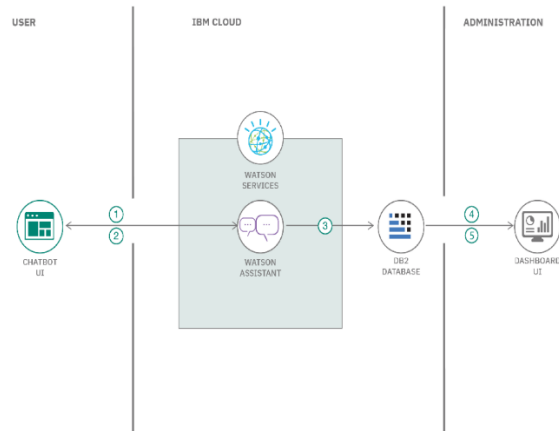 USER
IBM CLOUD
ADMINISTRATION
WATSON
SERVICES
1
2
3
4
5
CHATBOT
UI
WATSON
ASSISTANT
DB2
DATABASE
DASHBOARD
UI